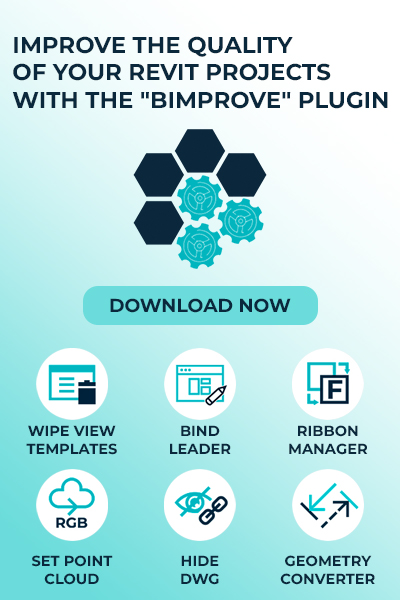 IMPROVE THE QUALITY
OF YOUR REVIT PROJECTS
WITH THE "BIMPROVE" PLUGIN
DOWNLOAD NOW
WIPE VIEW
TEMPLATES
BIND
LEADER
F
RIBBON
MANAGER
RGB
SET POINT
CLOUD
HIDE
DWG
GEOMETRY
CONVERTER